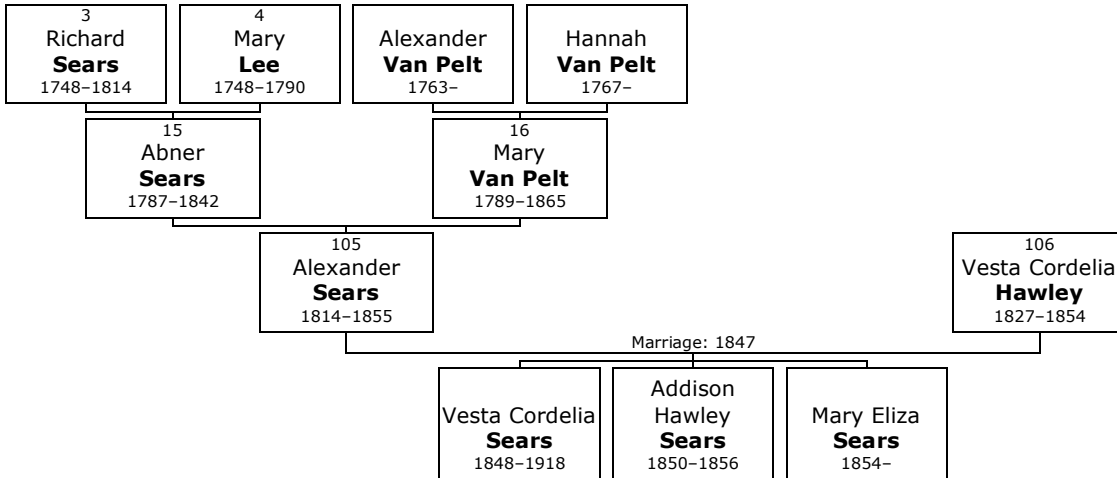 3
Richard
Sears
1748–1814
4
Mary
Lee
1748–1790
Alexander
Van Pelt
1763–
Hannah
Van Pelt
1767–
15
Abner
Sears
1787–1842
16
Mary
Van Pelt
1789–1865
105
Alexander
Sears
1814–1855
106
Vesta Cordelia
Hawley
1827–1854
Marriage: 1847
Vesta Cordelia
Sears
1848–1918
Addison
Hawley
Sears
1850–1856
Mary Eliza
Sears
1854–